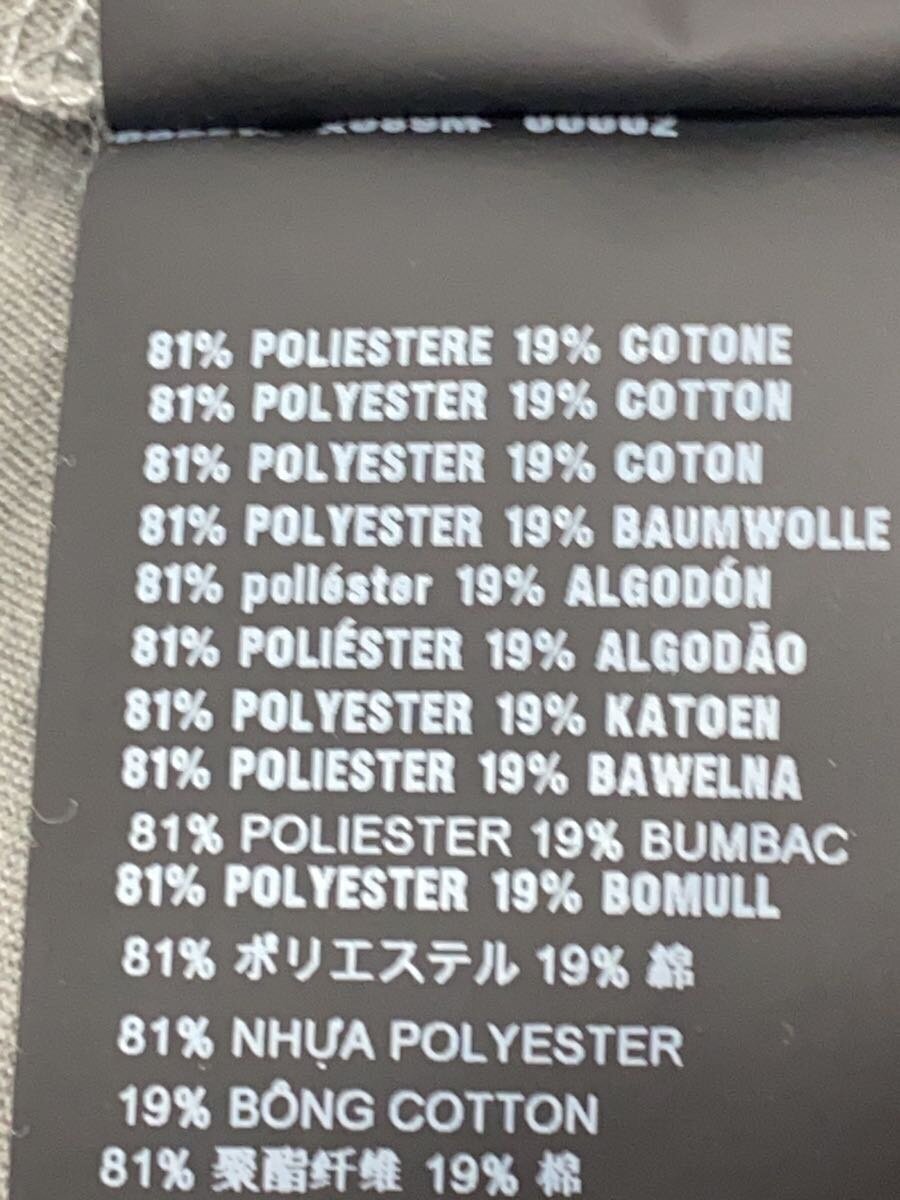 81% POLIESTERE 19% COTONE
81% POLYESTER 19% COTTON
81% POLYESTER 19% COTON
81% POLYESTER 19% BAUMWOLLE
81% poliéster 19% ALGODÓN
81% POLIÉSTER 19% ALGODÃO
81% POLYESTER 19% KATOEN
81% POLIESTER 19% BAWELNA
81% POLIESTER 19% BUMBAC
81% POLYESTER 19% BOMULL
81% ポリエステル 19% 綿
81% NHỰA POLYESTER
19% BÔNG COTTON
81% 聚酯纤维 19% 棉